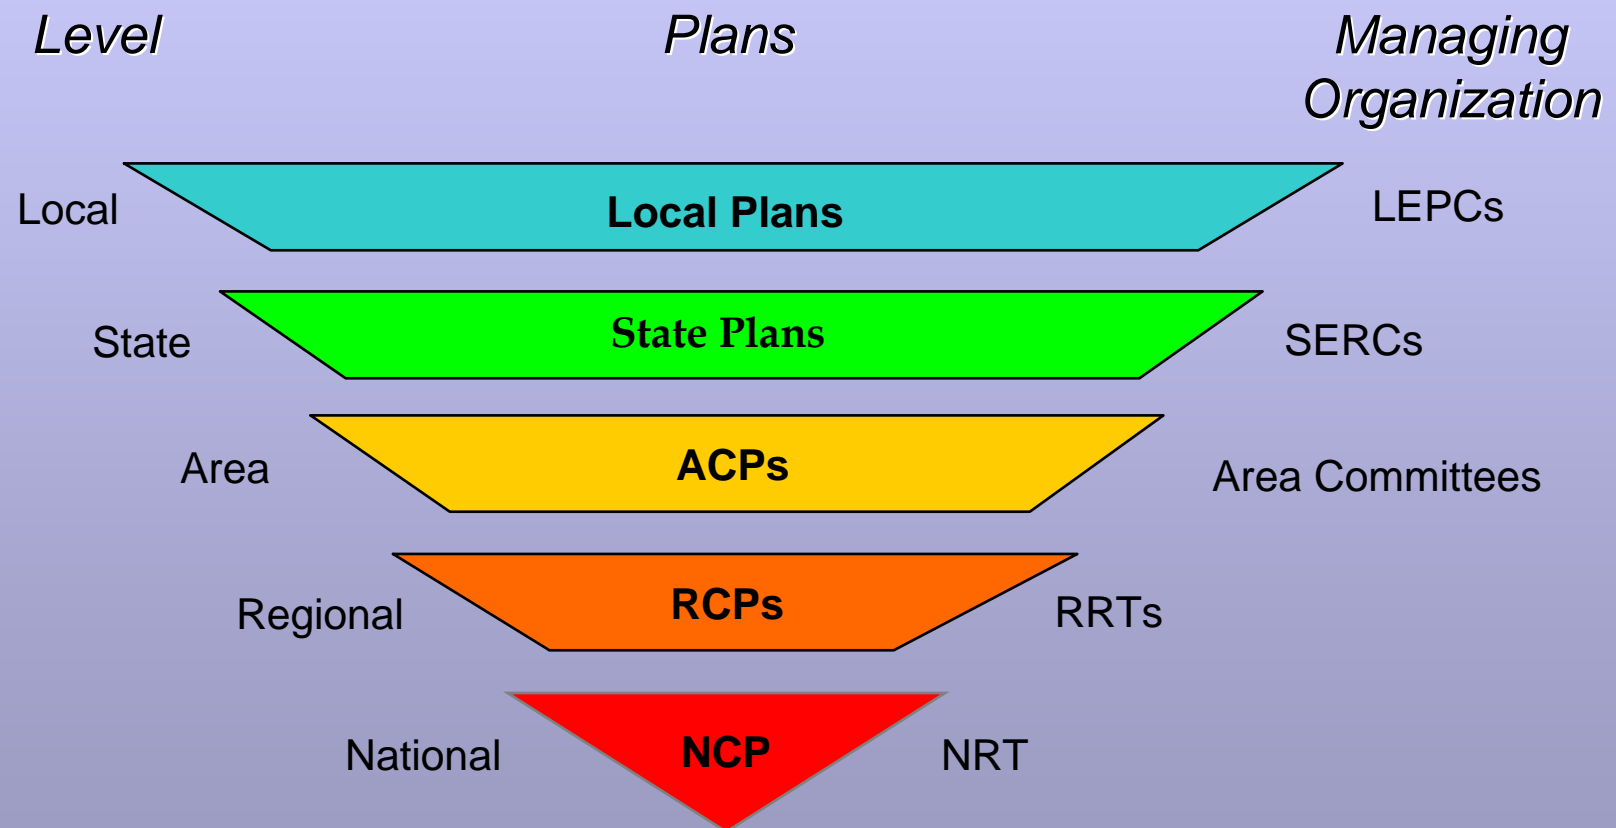 Level
Plans
Managing
Organization
Local
Local Plans
LEPCs
State
State Plans
SERCs
Area
ACPs
Area Committees
Regional
RCPs
RRTs
National
NCP
NRT